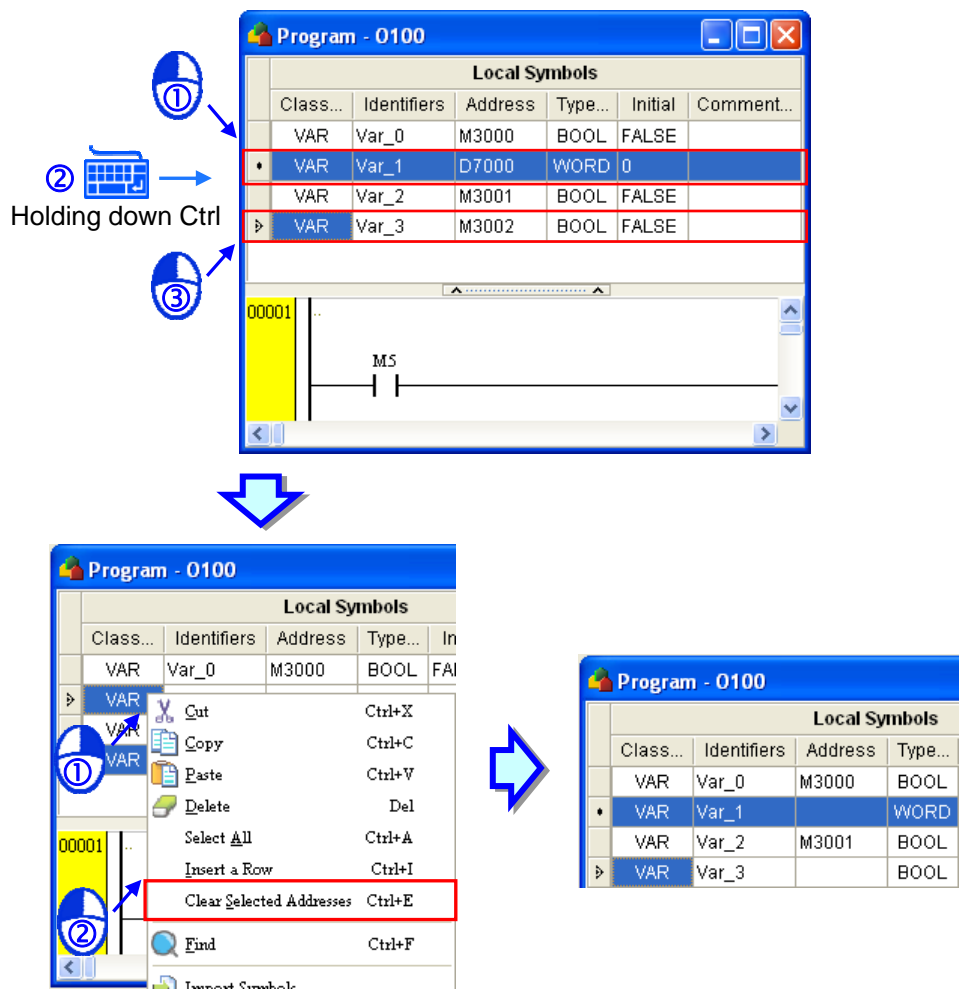 Program - O100
Local Symbols
Class... Identifiers Address Type... Initial Comment...
① VAR Var_0 M3000 BOOL FALSE
② VAR Var_1 D7000 WORD 0
VAR Var_2 M3001 BOOL FALSE
Holding down Ctrl
VAR Var_3 M3002 BOOL FALSE
③
00001
M5
Program - O100
Local Symbols
Class... Identifiers Address Type... In
VAR Var_0 M3000 BOOL FAL
VAR
VAR
VAR
①
Cut Ctrl+X
Copy Ctrl+C
Paste Ctrl+V
Delete Del
Select All Ctrl+A
Insert a Row Ctrl+I
Clear Selected Addresses Ctrl+E
Find Ctrl+F
Import Symbols
00001
②
Program - O100
Local Symbols
Class... Identifiers Address Type...
VAR Var_0 M3000 BOOL
VAR Var_1 WORD
VAR Var_2 M3001 BOOL
VAR Var_3 BOOL